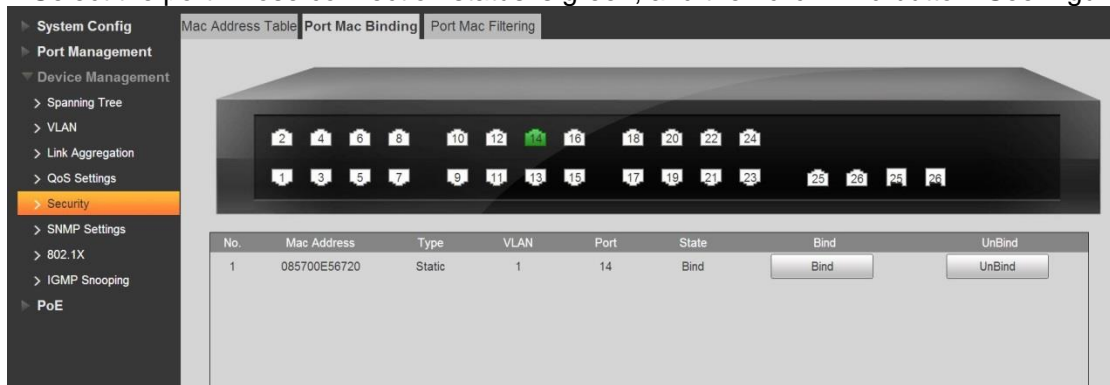 System Config
Port Management
Device Management
> Spanning Tree
> VLAN
> Link Aggregation
> QoS Settings
> Security
> SNMP Settings
> 802.1X
> IGMP Snooping
PoE
Mac Address Table Port Mac Binding Port Mac Filtering
2 4 6 8 10 12 14 16 18 20 22 24
1 3 5 7 9 11 13 15 17 19 21 23 25 26 25 26
No. Mac Address Type VLAN Port State Bind UnBind
1 085700E56720 Static 1 14 Bind Bind UnBind